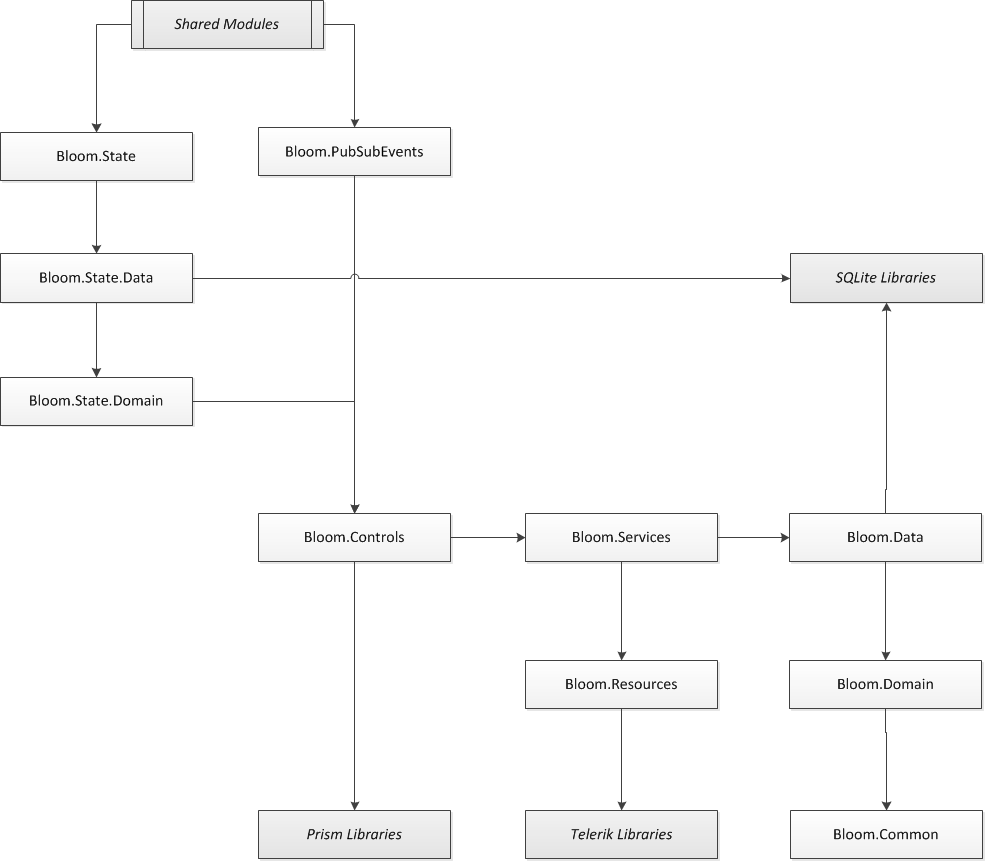 Shared Modules
Bloom.State
Bloom.PubSubEvents
Bloom.State.Data
SQLite Libraries
Bloom.State.Domain
Bloom.Controls
Bloom.Services
Bloom.Data
Bloom.Resources
Bloom.Domain
Prism Libraries
Telerik Libraries
Bloom.Common